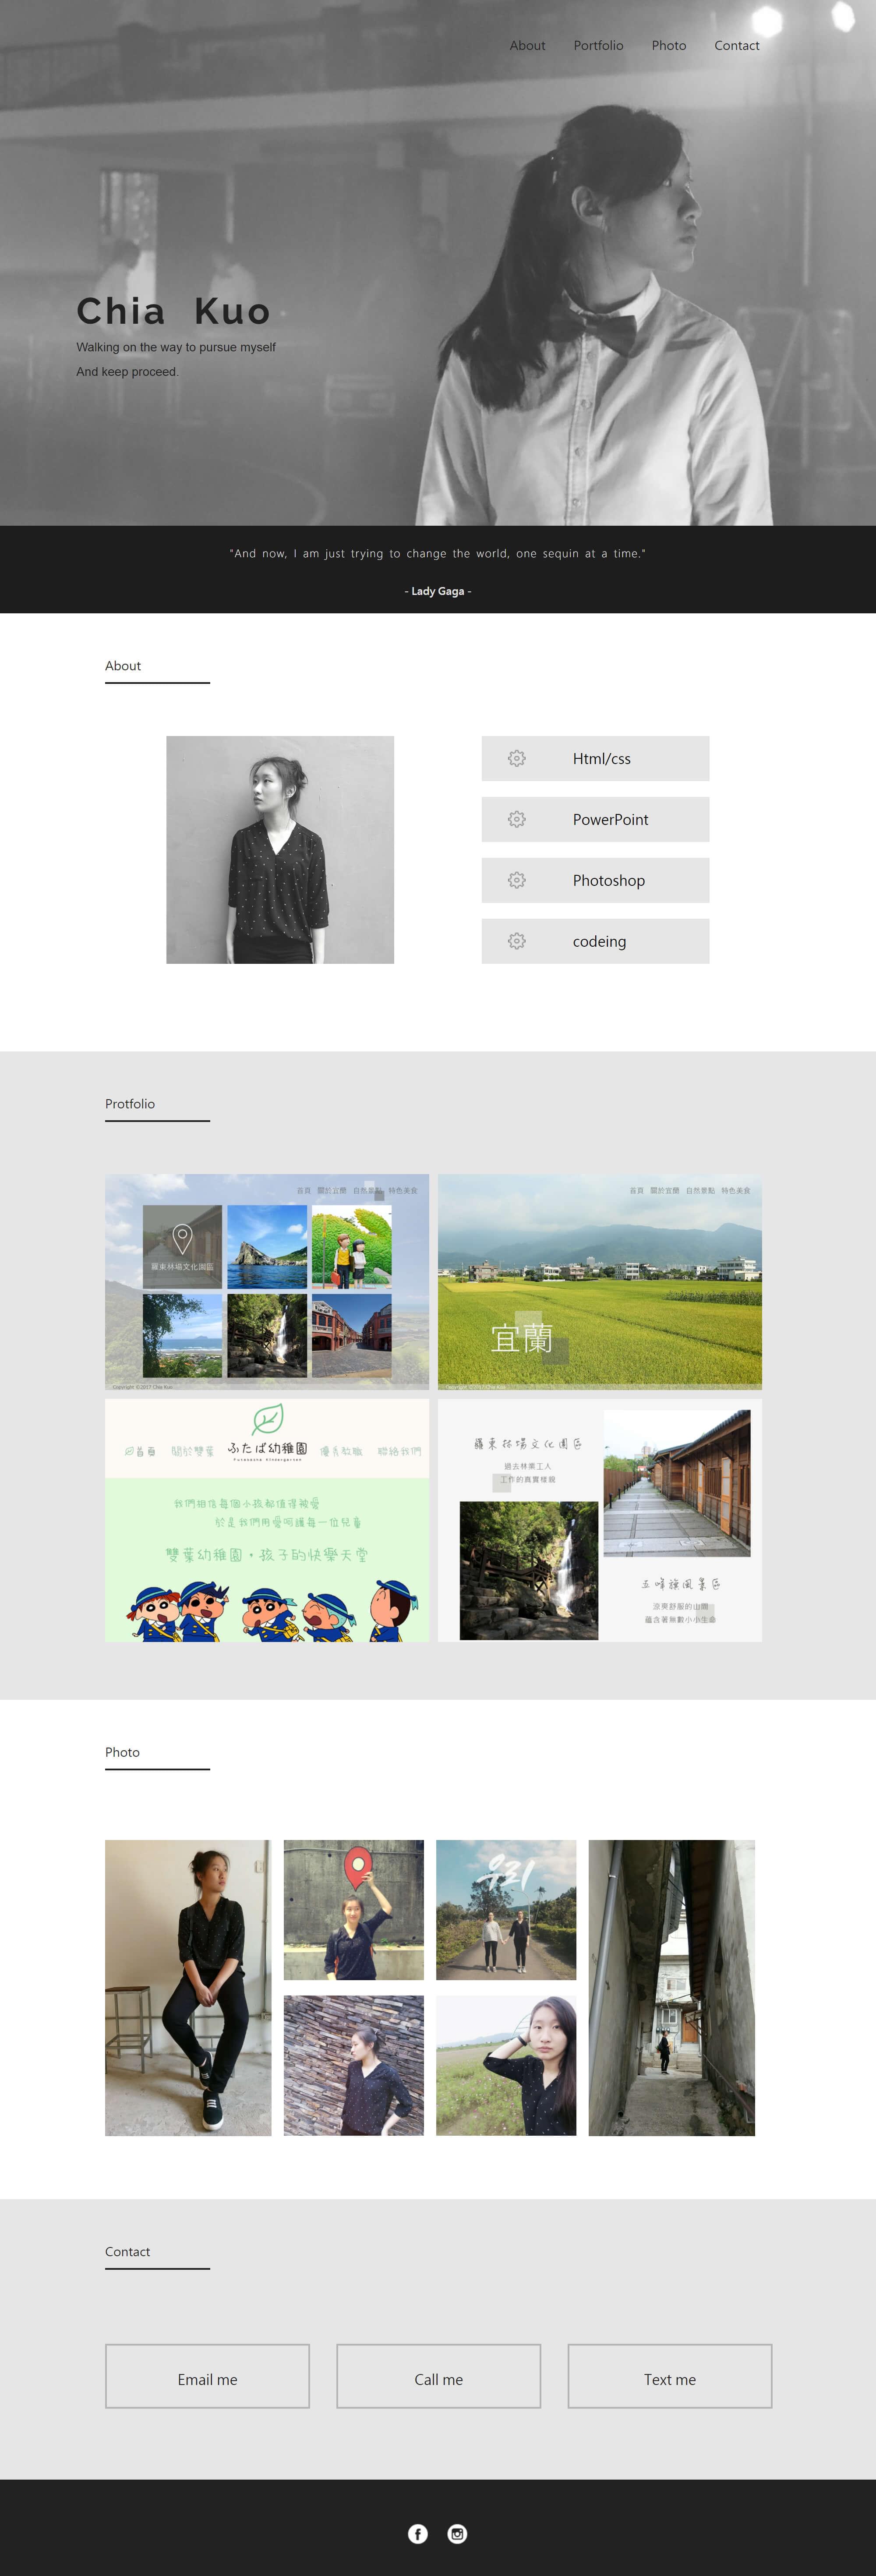 About Portfolio Photo Contact
Chia Kuo
Walking on the way to pursue myself
And keep proceed.
"And now, I am just trying to change the world, one sequin at a time."
- Lady Gaga -
About
Html/css
PowerPoint
Photoshop
codeing
Protfolio
首頁 關於宜蘭 自然景點 特色美食
羅東林場文化園區
Copyright ©2017 Chia Kuo
首頁 關於宜蘭 自然景點 特色美食
宜蘭
首頁 關於雙葉 ふたば幼稚園 優秀教職 聯絡我們
我們相信每個小孩都值得被愛
於是我們用愛呵護每一位兒童
雙葉幼稚園・孩子的快樂天堂
羅東林場文化園區
過去林業工人
工作的真實樣貌
五峰旗風景區
涼爽舒服的山間
蘊含著無數小小生命
Photo
우리
Contact
Email me
Call me
Text me